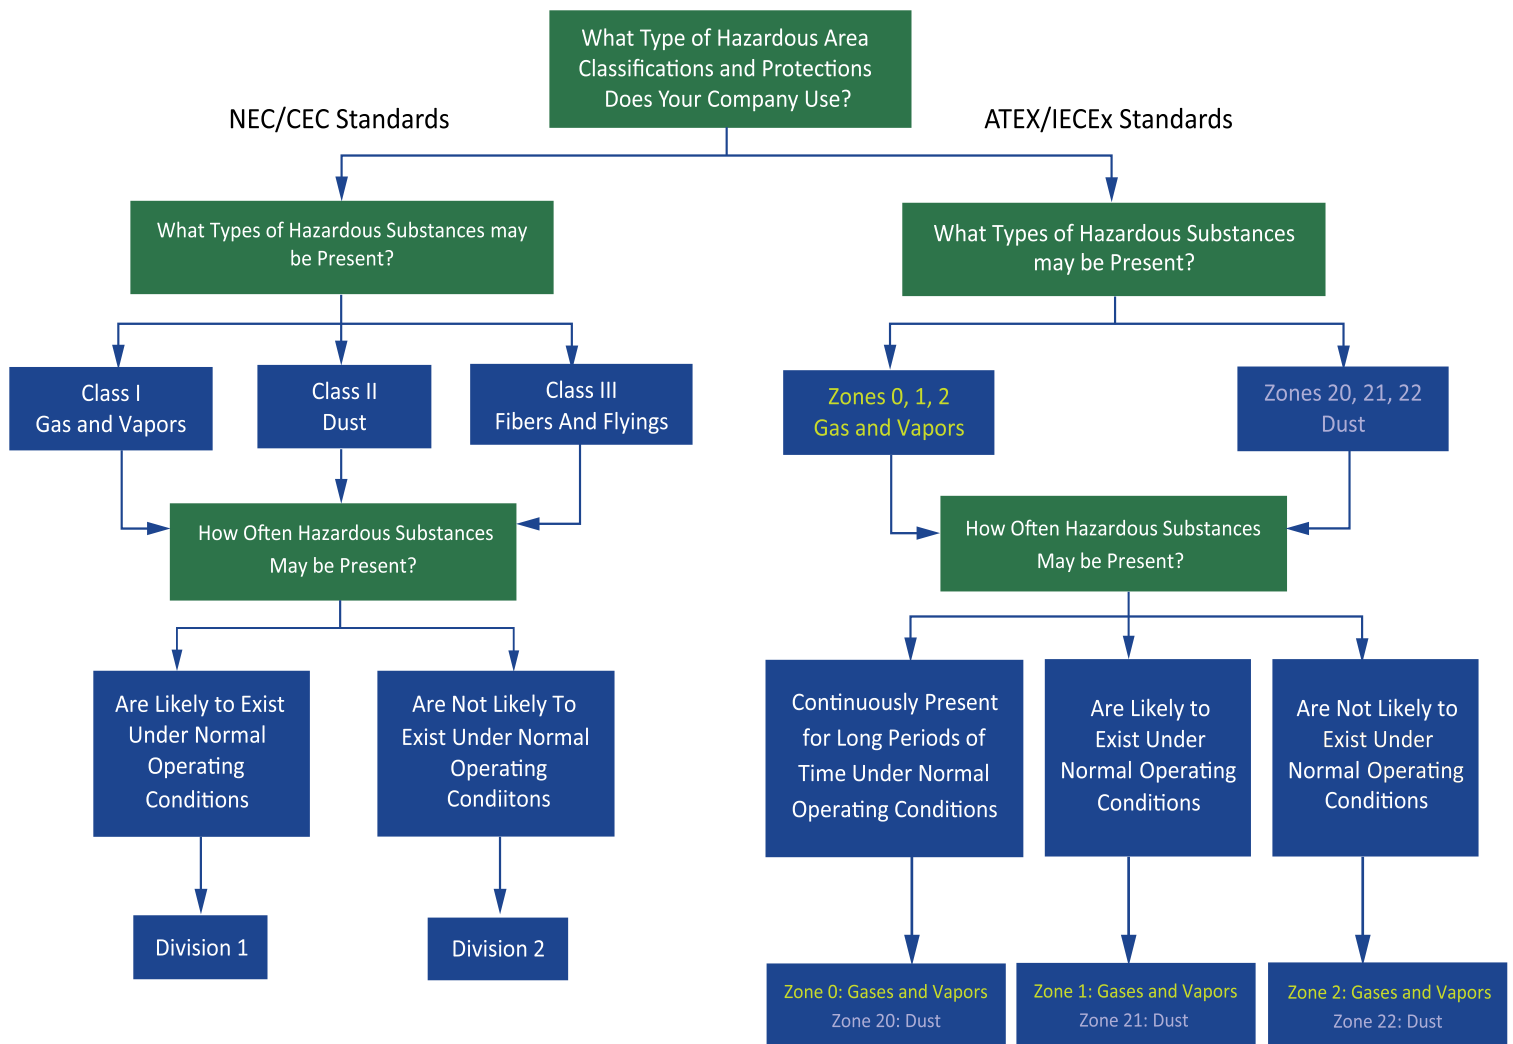 What Type of Hazardous Area
Classifications and Protections
Does Your Company Use?
NEC/CEC Standards
ATEX/IECEx Standards
What Types of Hazardous Substances may
be Present?
What Types of Hazardous Substances
may be Present?
Class I
Gas and Vapors
Class II
Dust
Class III
Fibers And Flyings
Zones 0, 1, 2
Gas and Vapors
Zones 20, 21, 22
Dust
How Often Hazardous Substances
May be Present?
How Often Hazardous Substances
May be Present?
Are Likely to Exist
Under Normal
Operating
Conditions
Are Not Likely To
Exist Under Normal
Operating
Condiitons
Continuously Present
for Long Periods of
Time Under Normal
Operating Conditions
Are Likely to
Exist Under
Normal Operating
Conditions
Are Not Likely to
Exist Under
Normal Operating
Conditions
Division 1
Division 2
Zone 0: Gases and Vapors
Zone 20: Dust
Zone 1: Gases and Vapors
Zone 21: Dust
Zone 2: Gases and Vapors
Zone 22: Dust